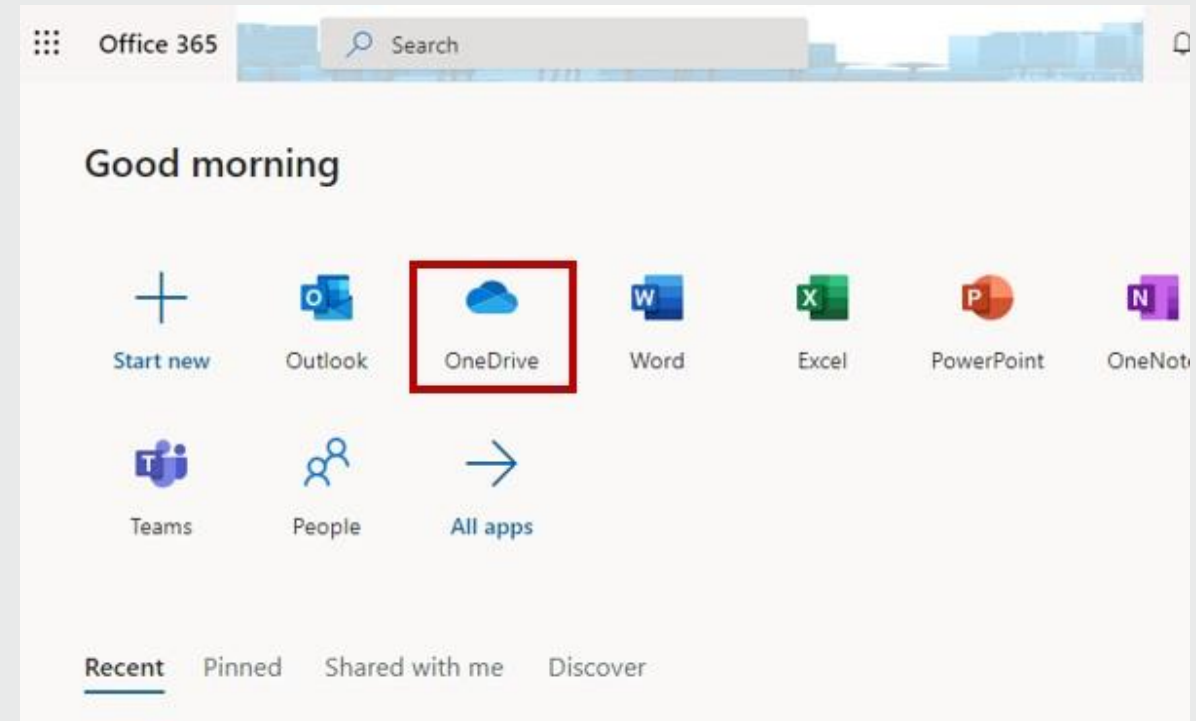 Office 365 Search
Good morning
O W X P N
Start new Outlook OneDrive Word Excel PowerPoint OneNote
T
Teams People All apps
Recent Pinned Shared with me Discover